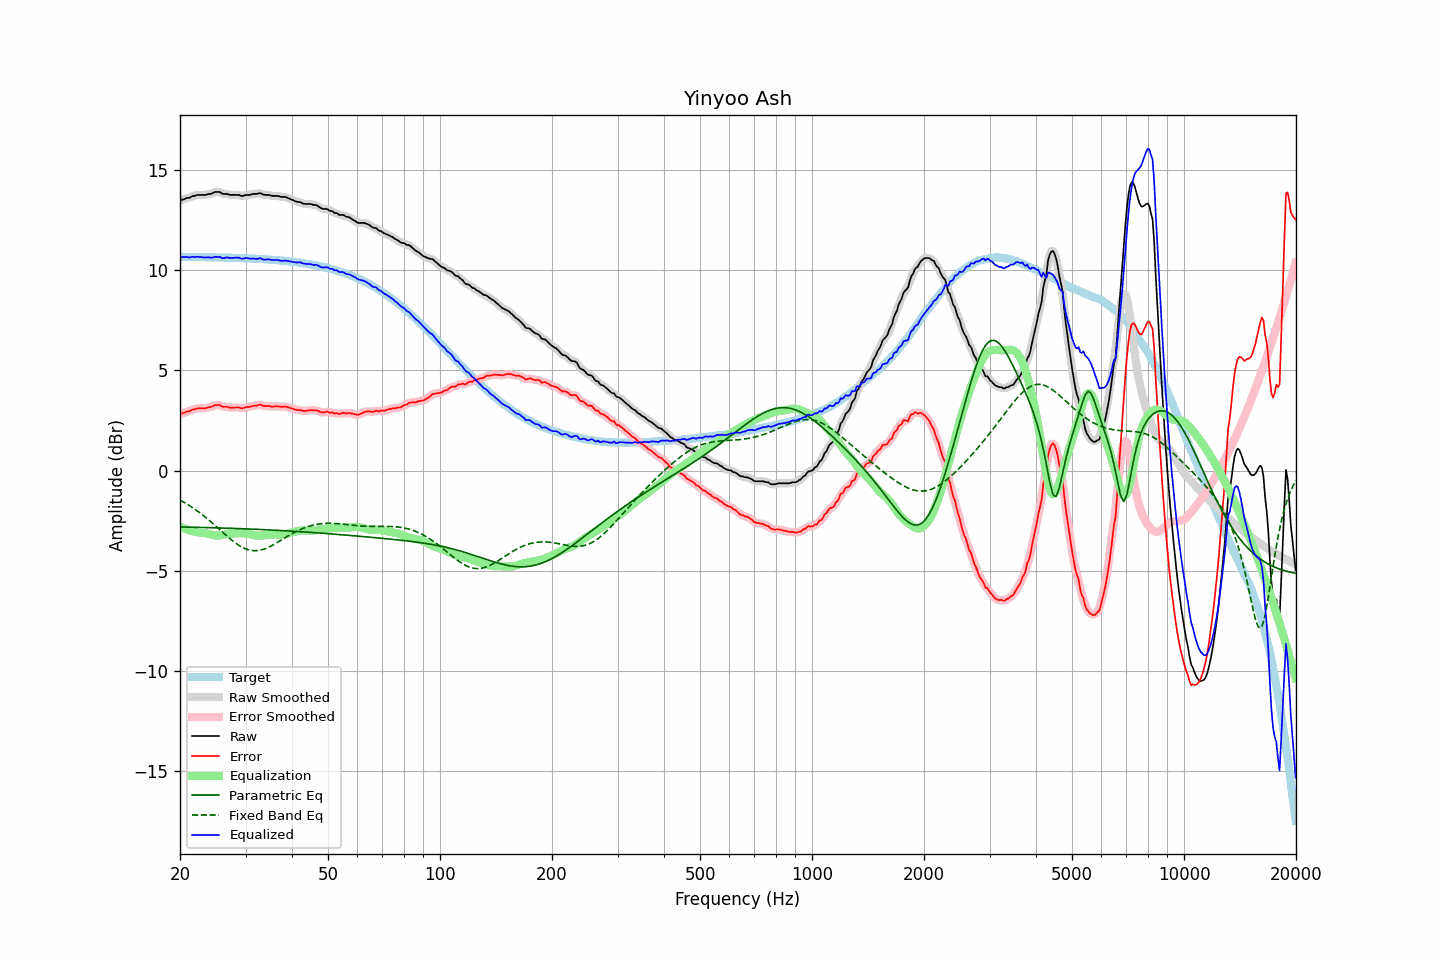 Yinyoo Ash
Amplitude (dBr)
15
10
5
0
−5
−10
−15
Target
Raw Smoothed
Error Smoothed
Raw
Error
Equalization
Parametric Eq
Fixed Band Eq
Equalized
20 50 100 200 500 1000 2000 5000 10000 20000
Frequency (Hz)